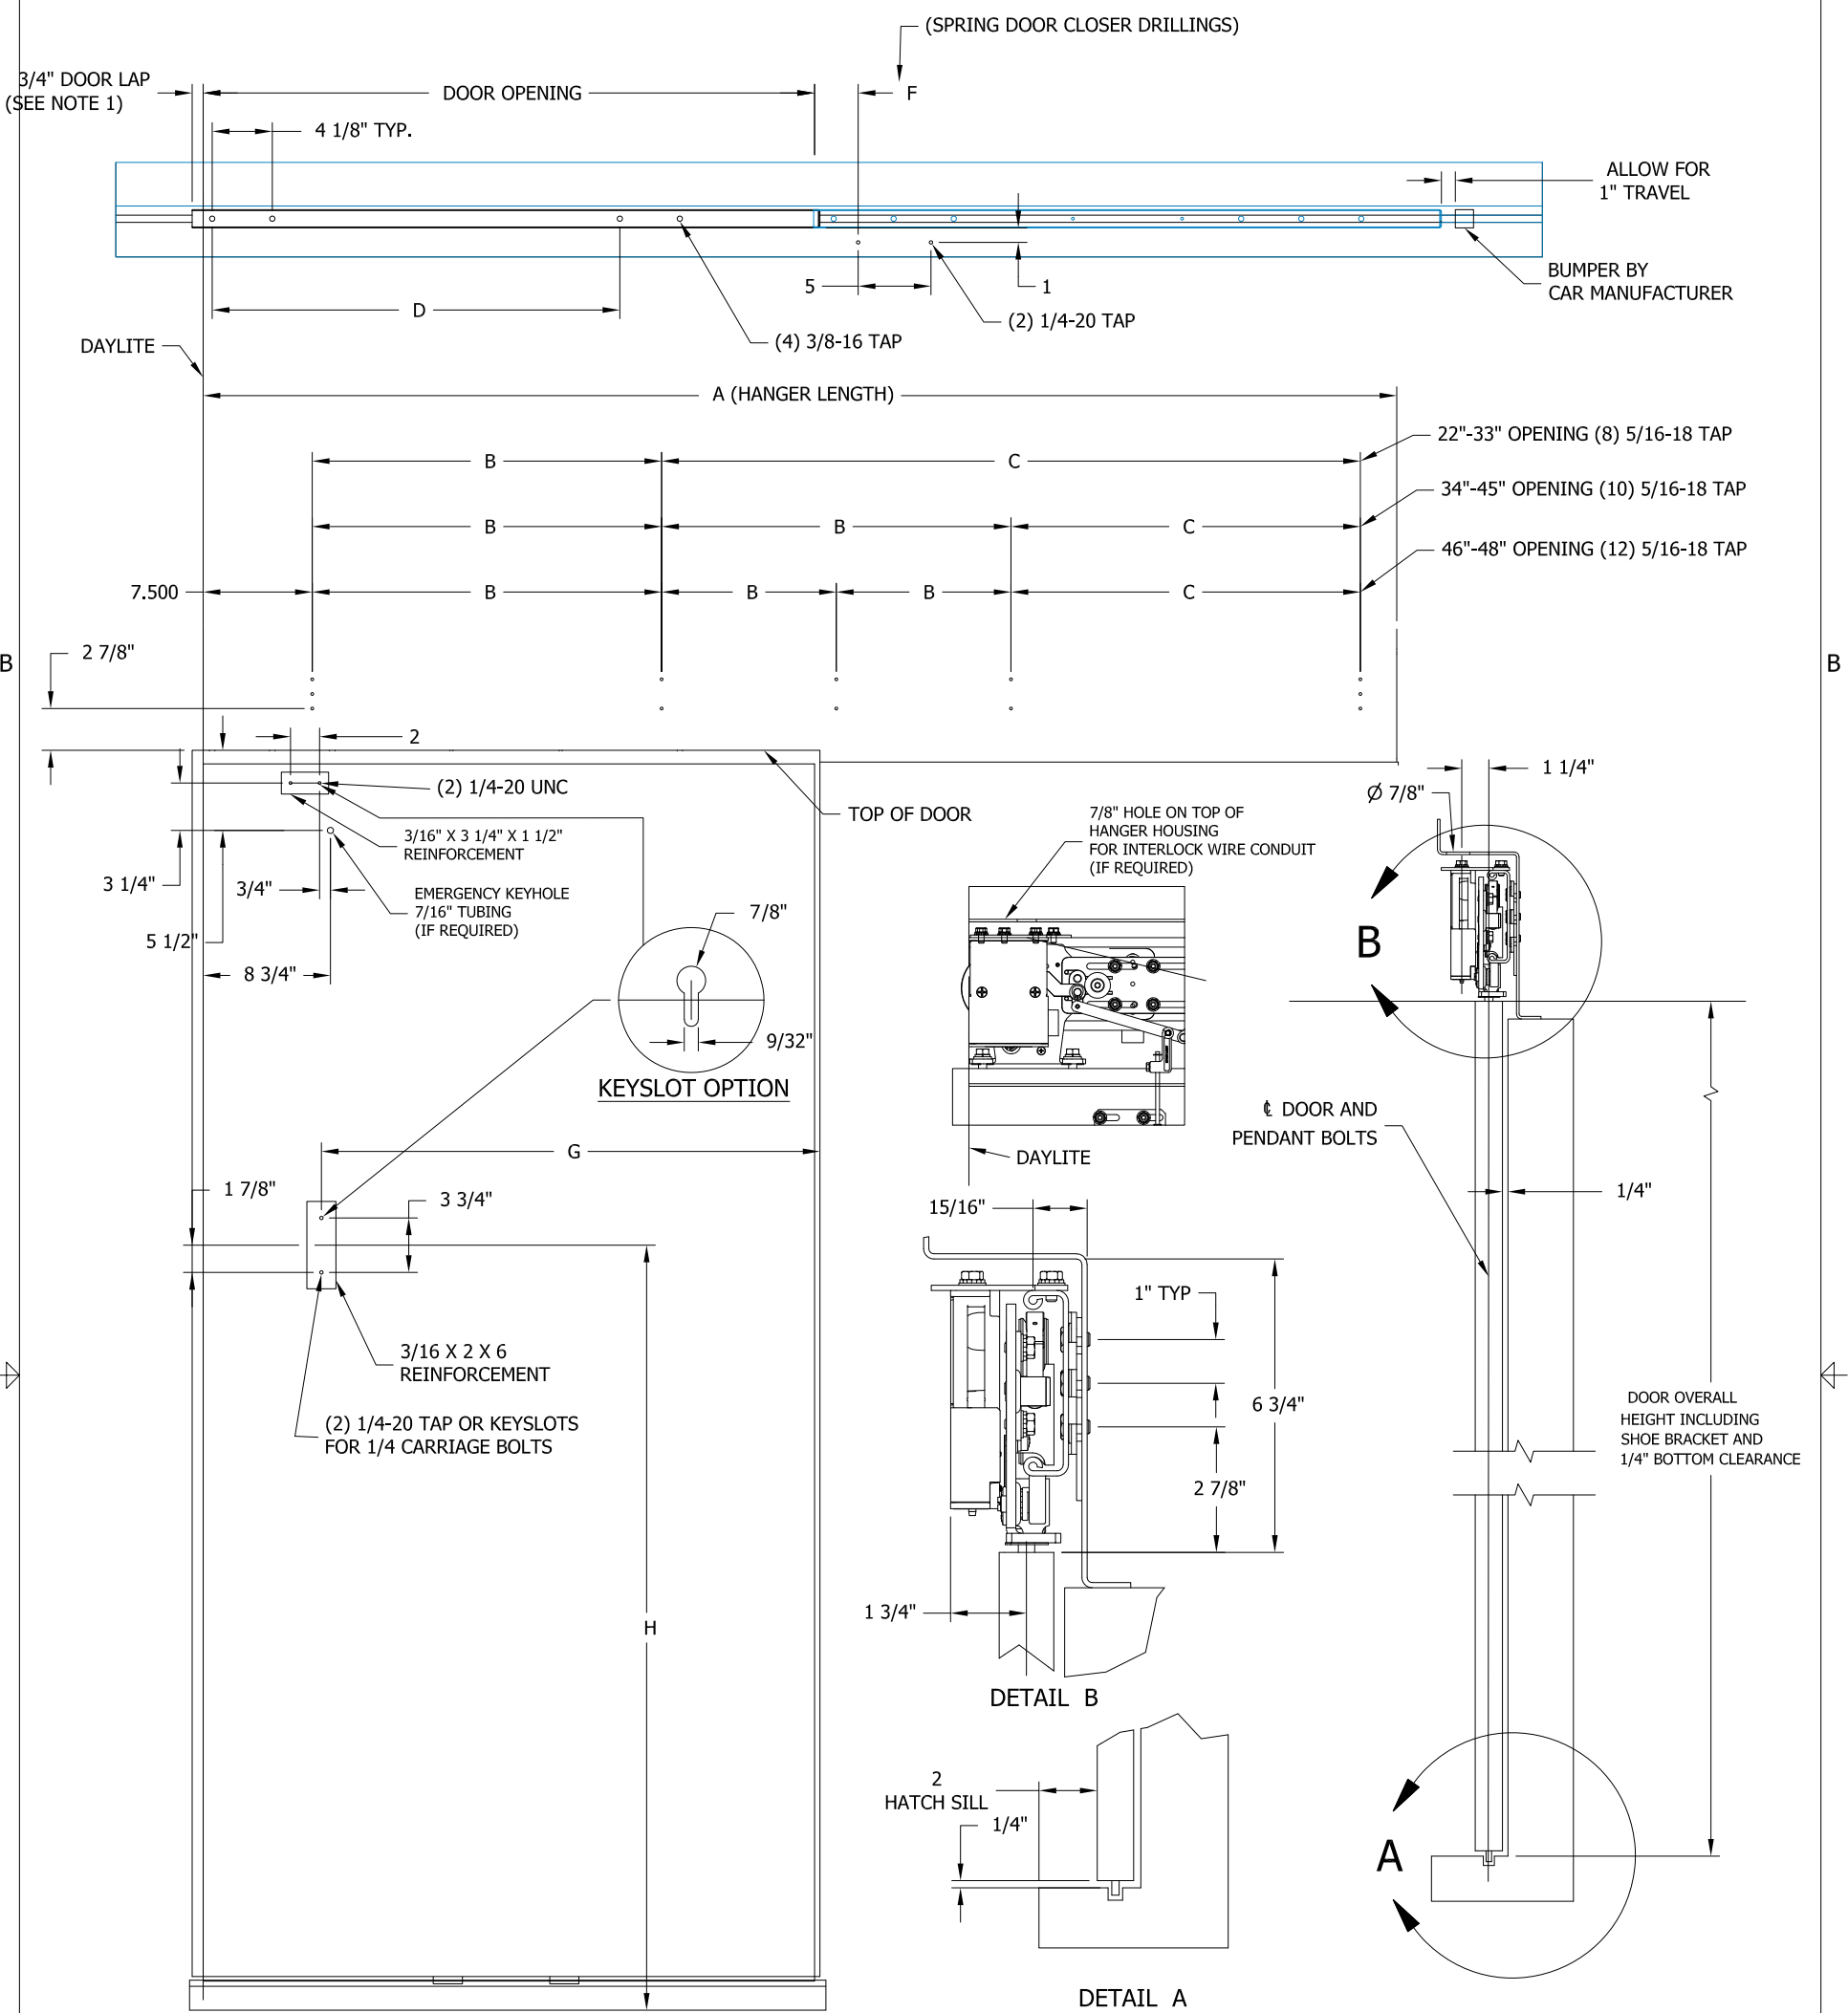 (SPRING DOOR CLOSER DRILLINGS)
3/4" DOOR LAP
(SEE NOTE 1)
DOOR OPENING
F
4 1/8" TYP.
ALLOW FOR
1" TRAVEL
BUMPER BY
CAR MANUFACTURER
5
1
D
(2) 1/4-20 TAP
(4) 3/8-16 TAP
DAYLITE
A (HANGER LENGTH)
22"-33" OPENING (8) 5/16-18 TAP
B
C
34"-45" OPENING (10) 5/16-18 TAP
B
B
C
46"-48" OPENING (12) 5/16-18 TAP
7.500
B
B
B
C
2 7/8"
B
B
2
(2) 1/4-20 UNC
TOP OF DOOR
3/16" X 3 1/4" X 1 1/2"
REINFORCEMENT
3 1/4"
3/4"
EMERGENCY KEYHOLE
7/16" TUBING
(IF REQUIRED)
5 1/2"
8 3/4"
7/8"
9/32"
KEYSLOT OPTION
7/8" HOLE ON TOP OF
HANGER HOUSING
FOR INTERLOCK WIRE CONDUIT
(IF REQUIRED)
DAYLITE
1 1/4"
Ø 7/8"
B
℄ DOOR AND
PENDANT BOLTS
1/4"
G
1 7/8"
3 3/4"
3/16 X 2 X 6
REINFORCEMENT
(2) 1/4-20 TAP OR KEYSLOTS
FOR 1/4 CARRIAGE BOLTS
H
15/16"
1" TYP
6 3/4"
2 7/8"
1 3/4"
DETAIL B
DOOR OVERALL
HEIGHT INCLUDING
SHOE BRACKET AND
1/4" BOTTOM CLEARANCE
2
HATCH SILL
1/4"
A
DETAIL A